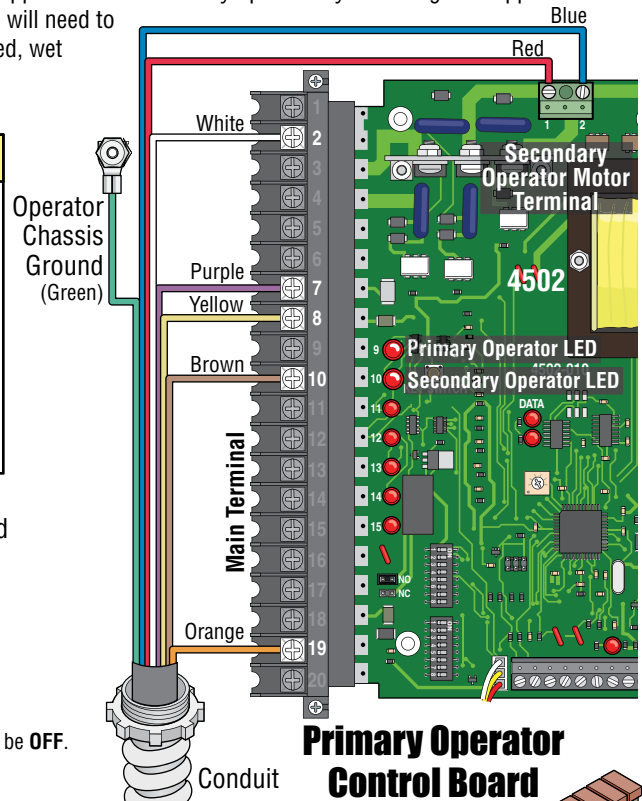 will need to
ed, wet
Blue
Red
White
1
2
3
4
5
6
7
8
9
10
11
12
13
14
15
16
17
18
19
20
Operator
Chassis
Ground
(Green)
Purple
Yellow
Brown
Orange
Main Terminal
1 2
Secondary
Operator Motor
Terminal
4502
9 Primary Operator LED
10 Secondary Operator LED
DATA
11
12
13
14
15
NO
NC
be OFF.
Conduit
Primary Operator
Control Board